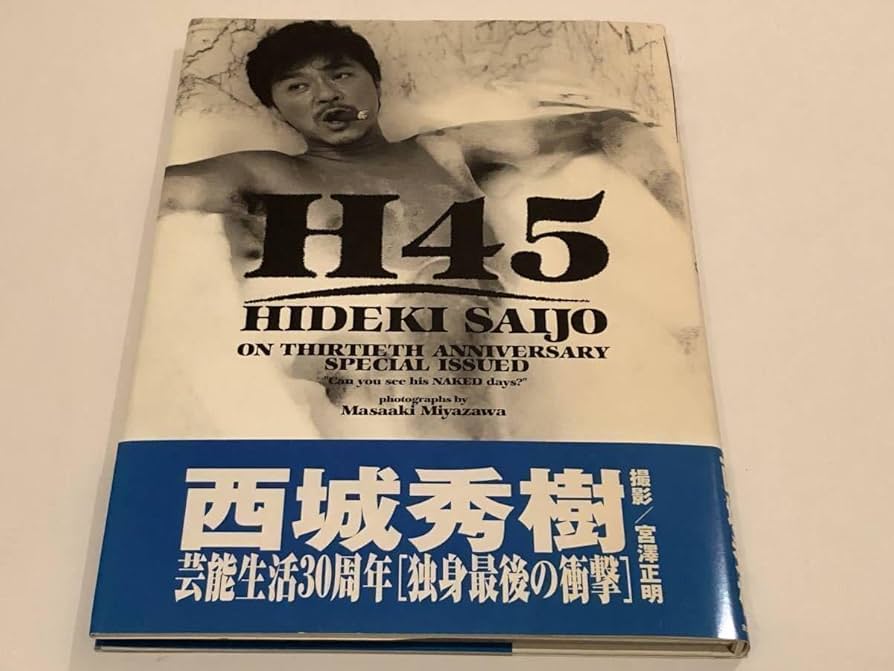 H45
HIDEKI SAIJO
ON THIRTIETH ANNIVERSARY
SPECIAL ISSUED
"Can you see his NAKED days?"
photographs by
Masaaki Miyazawa
西城秀樹
撮影/宮澤正明
芸能生活30周年[独身最後の衝撃]